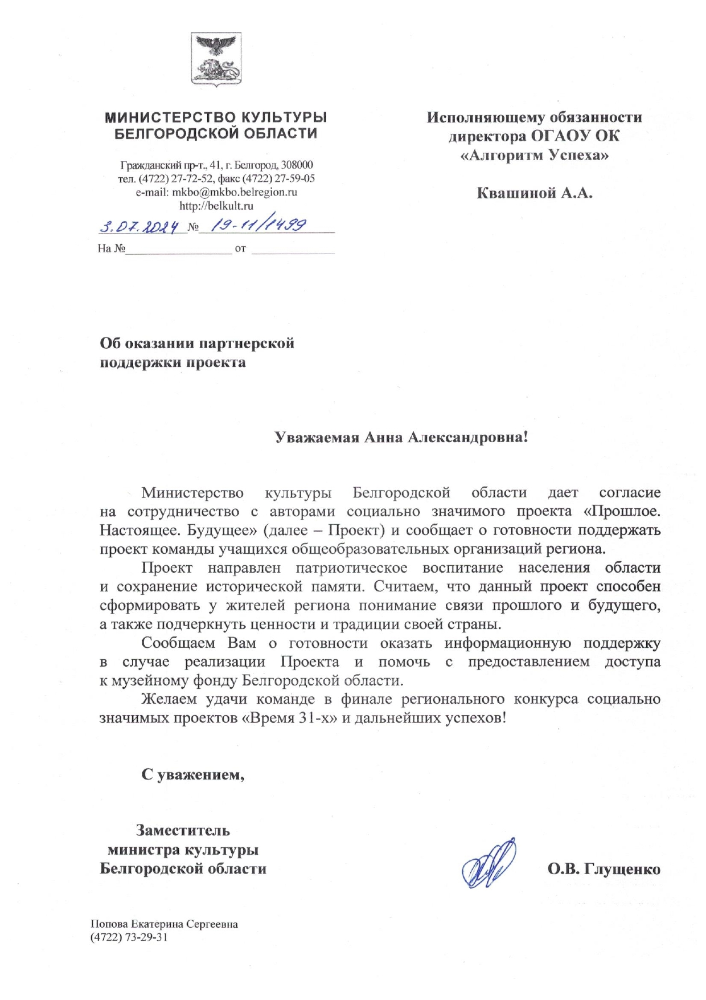 МИНИСТЕРСТВО КУЛЬТУРЫ
БЕЛГОРОДСКОЙ ОБЛАСТИ
Гражданский пр-т., 41, г. Белгород, 308000
тел. (4722) 27-72-52, факс (4722) 27-59-05
e-mail: mkbo@mkbo.belregion.ru
http://belkult.ru
3.07.2024 № 19-11/1499
На № от
Исполняющему обязанности
директора ОГАОУ ОК
«Алгоритм Успеха»
Квашиной А.А.
Об оказании партнерской
поддержки проекта
Уважаемая Анна Александровна!
Министерство культуры Белгородской области дает согласие
на сотрудничество с авторами социально значимого проекта «Прошлое.
Настоящее. Будущее» (далее – Проект) и сообщает о готовности поддержать
проект команды учащихся общеобразовательных организаций региона.
Проект направлен патриотическое воспитание населения области
и сохранение исторической памяти. Считаем, что данный проект способен
сформировать у жителей региона понимание связи прошлого и будущего,
а также подчеркнуть ценности и традиции своей страны.
Сообщаем Вам о готовности оказать информационную поддержку
в случае реализации Проекта и помочь с предоставлением доступа
к музейному фонду Белгородской области.
Желаем удачи команде в финале регионального конкурса социально
значимых проектов «Время 31-х» и дальнейших успехов!
С уважением,
Заместитель
министра культуры
Белгородской области
О.В. Глущенко
Попова Екатерина Сергеевна
(4722) 73-29-31